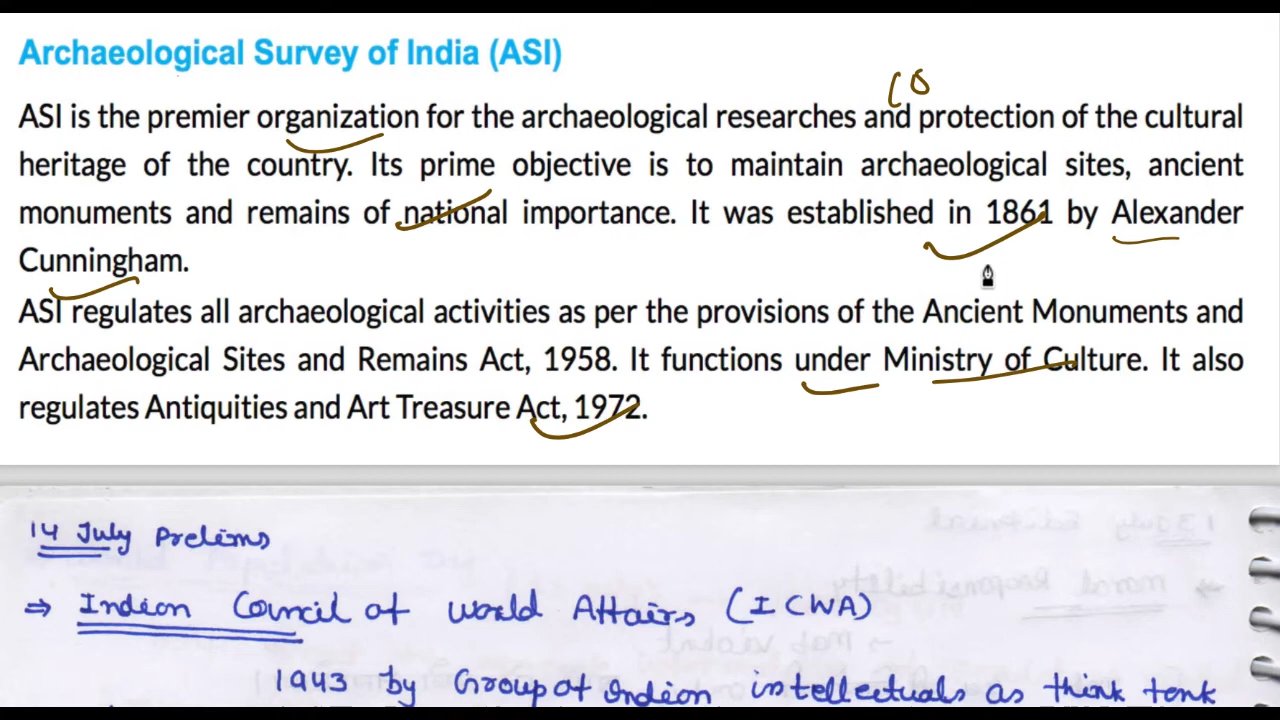 Archaeological Survey of India (ASI)
ASI is the premier organization for the archaeological researches and protection of the cultural
heritage of the country. Its prime objective is to maintain archaeological sites, ancient
monuments and remains of national importance. It was established in 1861 by Alexander
Cunningham.
ASI regulates all archaeological activities as per the provisions of the Ancient Monuments and
Archaeological Sites and Remains Act, 1958. It functions under Ministry of Culture. It also
regulates Antiquities and Art Treasure Act, 1972.
14 July Prelims
⇒ Indian Council of World Affairs (ICWA)
1943 by Group of Indian intellectuals as think tank